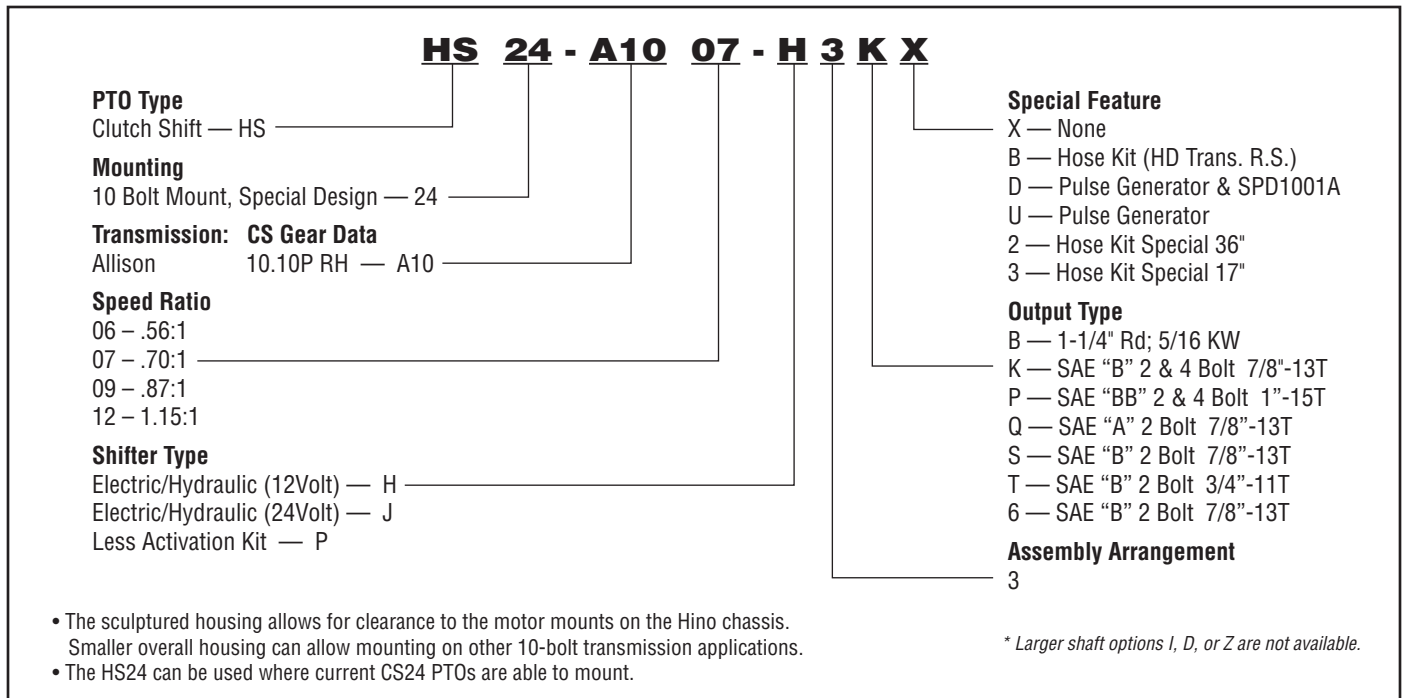 HS 24 - A10 07 - H 3 K X
PTO Type
Clutch Shift — HS
Mounting
10 Bolt Mount, Special Design — 24
Transmission: CS Gear Data
Allison 10.10P RH — A10
Speed Ratio
06 – .56:1
07 – .70:1
09 – .87:1
12 – 1.15:1
Shifter Type
Electric/Hydraulic (12Volt) — H
Electric/Hydraulic (24Volt) — J
Less Activation Kit — P
Special Feature
X — None
B — Hose Kit (HD Trans. R.S.)
D — Pulse Generator & SPD1001A
U — Pulse Generator
2 — Hose Kit Special 36"
3 — Hose Kit Special 17"
Output Type
B — 1-1/4" Rd; 5/16 KW
K — SAE “B” 2 & 4 Bolt 7/8"-13T
P — SAE “BB” 2 & 4 Bolt 1”-15T
Q — SAE “A” 2 Bolt 7/8”-13T
S — SAE “B” 2 Bolt 7/8”-13T
T — SAE “B” 2 Bolt 3/4”-11T
6 — SAE “B” 2 Bolt 7/8”-13T
Assembly Arrangement
3
• The sculptured housing allows for clearance to the motor mounts on the Hino chassis.
Smaller overall housing can allow mounting on other 10-bolt transmission applications.
• The HS24 can be used where current CS24 PTOs are able to mount.
* Larger shaft options I, D, or Z are not available.